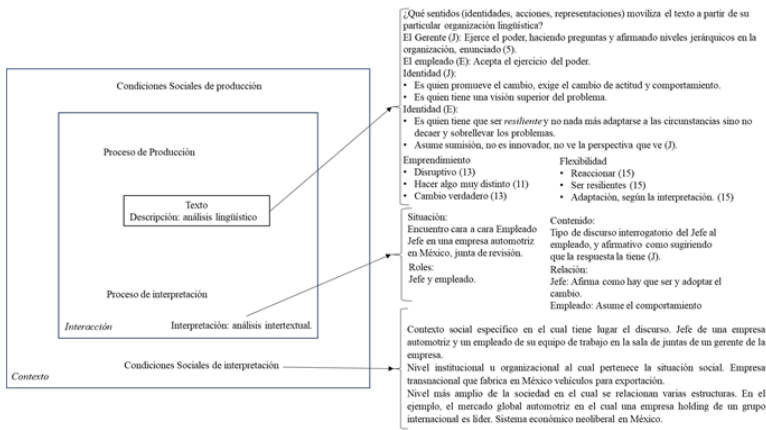 Condiciones Sociales de producción
Proceso de Producción
Texto
Descripción: análisis lingüístico
Proceso de interpretación
Interacción
Interpretación: análisis intertextual.
Condiciones Sociales de interpretación
Contexto
¿Qué sentidos (identidades, acciones, representaciones) moviliza el texto a partir de su
particular organización lingüística?
El Gerente (J): Ejerce el poder, haciendo preguntas y afirmando niveles jerárquicos en la
organización, enunciado (5).
El empleado (E): Acepta el ejercicio del poder.
Identidad (J):
• Es quien promueve el cambio, exige el cambio de actitud y comportamiento.
• Es quien tiene una visión superior del problema.
Identidad (E):
• Es quien tiene que ser resiliente y no nada más adaptarse a las circunstancias sino no
decaer y sobrellevar los problemas.
• Asume sumisión, no es innovador, no ve la perspectiva que ve (J).
Emprendimiento
• Disruptivo (13)
• Hacer algo muy distinto (11)
• Cambio verdadero (13)
Flexibilidad
• Reaccionar (15)
• Ser resilientes (15)
• Adaptación, según la interpretación. (15)
Situación:
Encuentro cara a cara Empleado
Jefe en una empresa automotriz
en México, junta de revisión.
Roles:
Jefe y empleado.
Contenido:
Tipo de discurso interrogatorio del Jefe al
empleado, y afirmativo como sugiriendo
que la respuesta la tiene (J).
Relación:
Jefe: Afirma como hay que ser y adoptar el
cambio.
Empleado: Asume el comportamiento
Contexto social específico en el cual tiene lugar el discurso. Jefe de una empresa
automotriz y un empleado de su equipo de trabajo en la sala de juntas de un gerente de la
empresa.
Nivel institucional u organizacional al cual pertenece la situación social. Empresa
transnacional que fabrica en México vehículos para exportación.
Nivel más amplio de la sociedad en el cual se relacionan varias estructuras. En el
ejemplo, el mercado global automotriz en el cual una empresa holding de un grupo
internacional es líder. Sistema económico neoliberal en México.